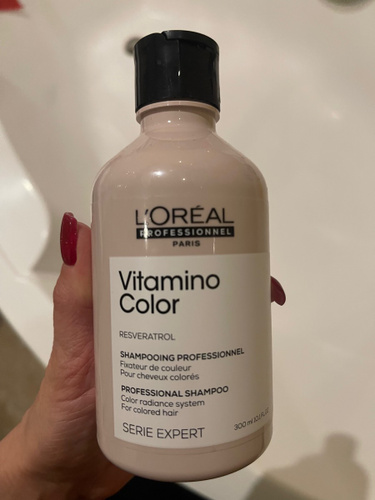 L'ORÉAL
PROFESSIONNEL
PARIS
Vitamino
Color
RESVERATROL
SHAMPOOING PROFESSIONNEL
Fixateur de couleur
Pour cheveux colorés
PROFESSIONAL SHAMPOO
Color radiance system
For colored hair
SERIE EXPERT
300 ml